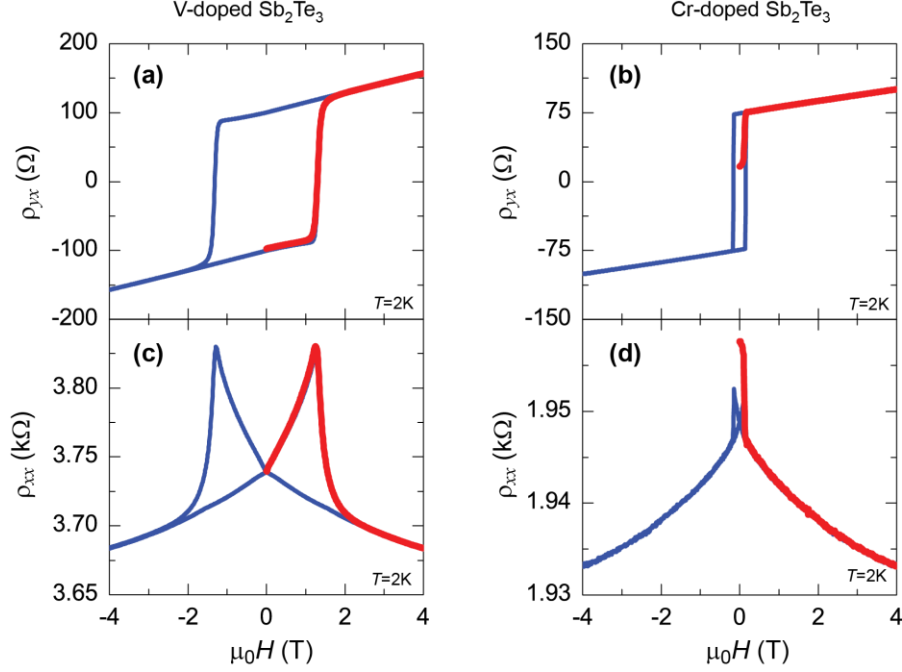 V-doped Sb₂Te₃
Cr-doped Sb₂Te₃
200
100
0
-100
-200
ρyx (Ω)
(a)
T=2K
150
75
0
-75
-150
ρyx (Ω)
(b)
T=2K
3.80
3.75
3.70
3.65
ρxx (kΩ)
(c)
T=2K
-4 -2 0 2 4
μ₀H (T)
1.95
1.94
1.93
ρxx (kΩ)
(d)
T=2K
-4 -2 0 2 4
μ₀H (T)